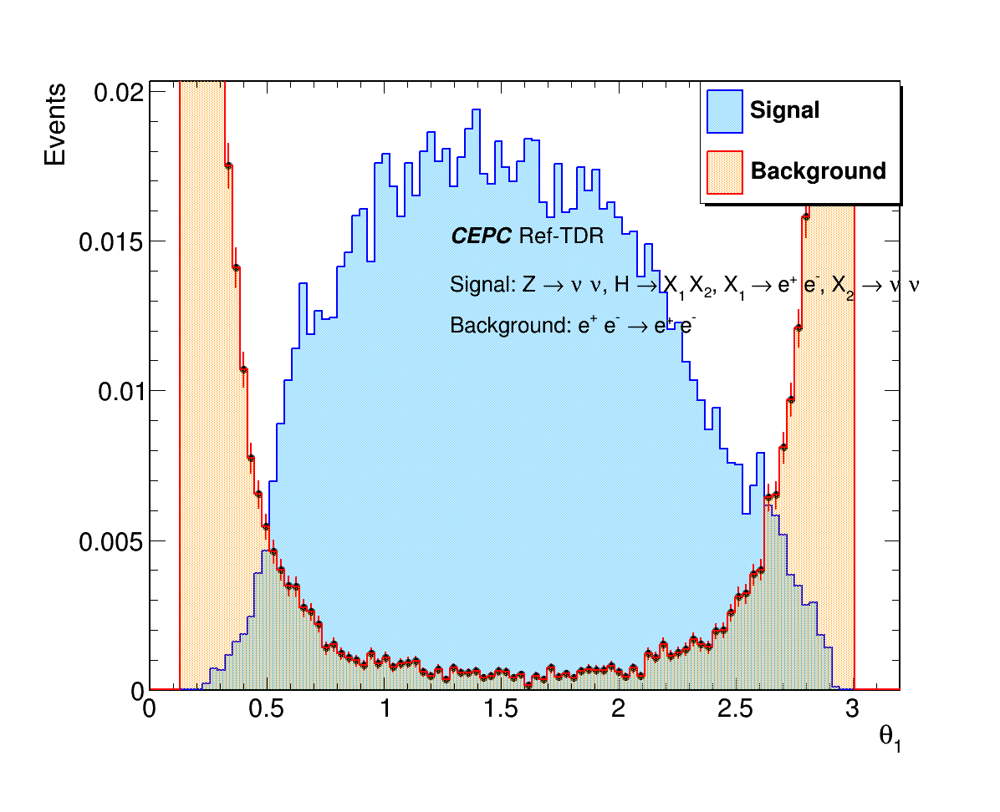 Events
0.02
0.015
0.01
0.005
0
Signal
Background
CEPC Ref-TDR
Signal: Z → ν ν, H → X₁ X₂, X₁ → e⁺ e⁻, X₂ → ν ν
Background: e⁺ e⁻ → e⁺ e⁻
0 0.5 1 1.5 2 2.5 3
θ₁